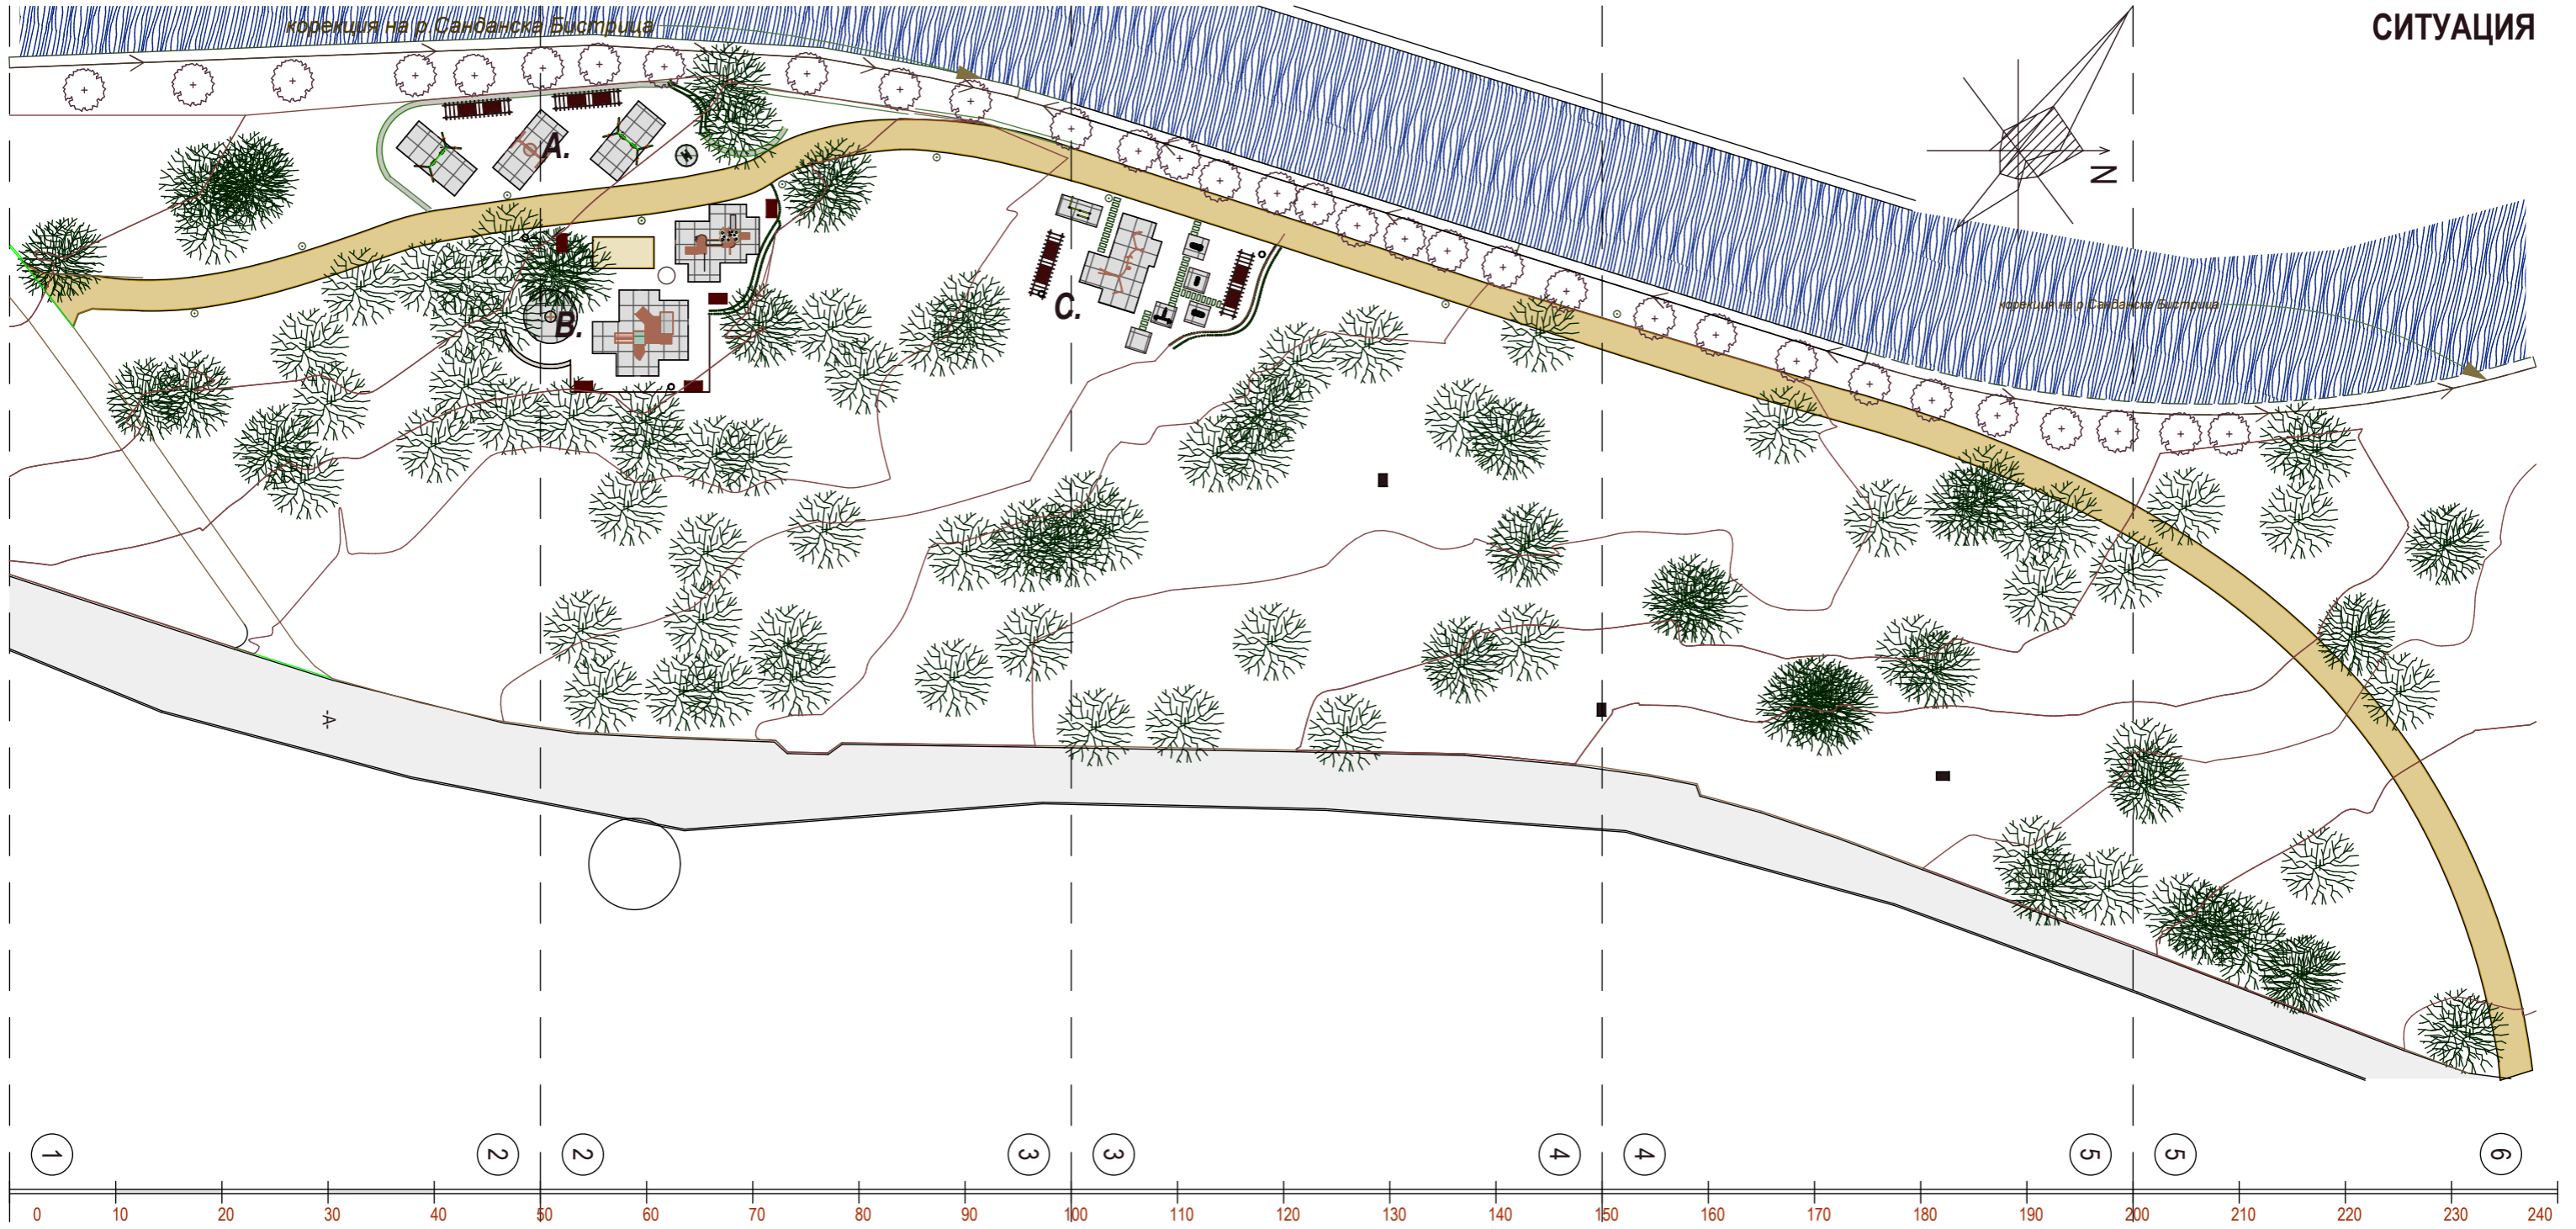 СИТУАЦИЯ
корекция на р.Санданска Бистрица
N
A.
B.
C.
корекция на р.Санданска Бистрица
-A-
1 2 2 3 3 4 4 5 5 6
0 10 20 30 40 50 60 70 80 90 100 110 120 130 140 150 160 170 180 190 200 210 220 230 240